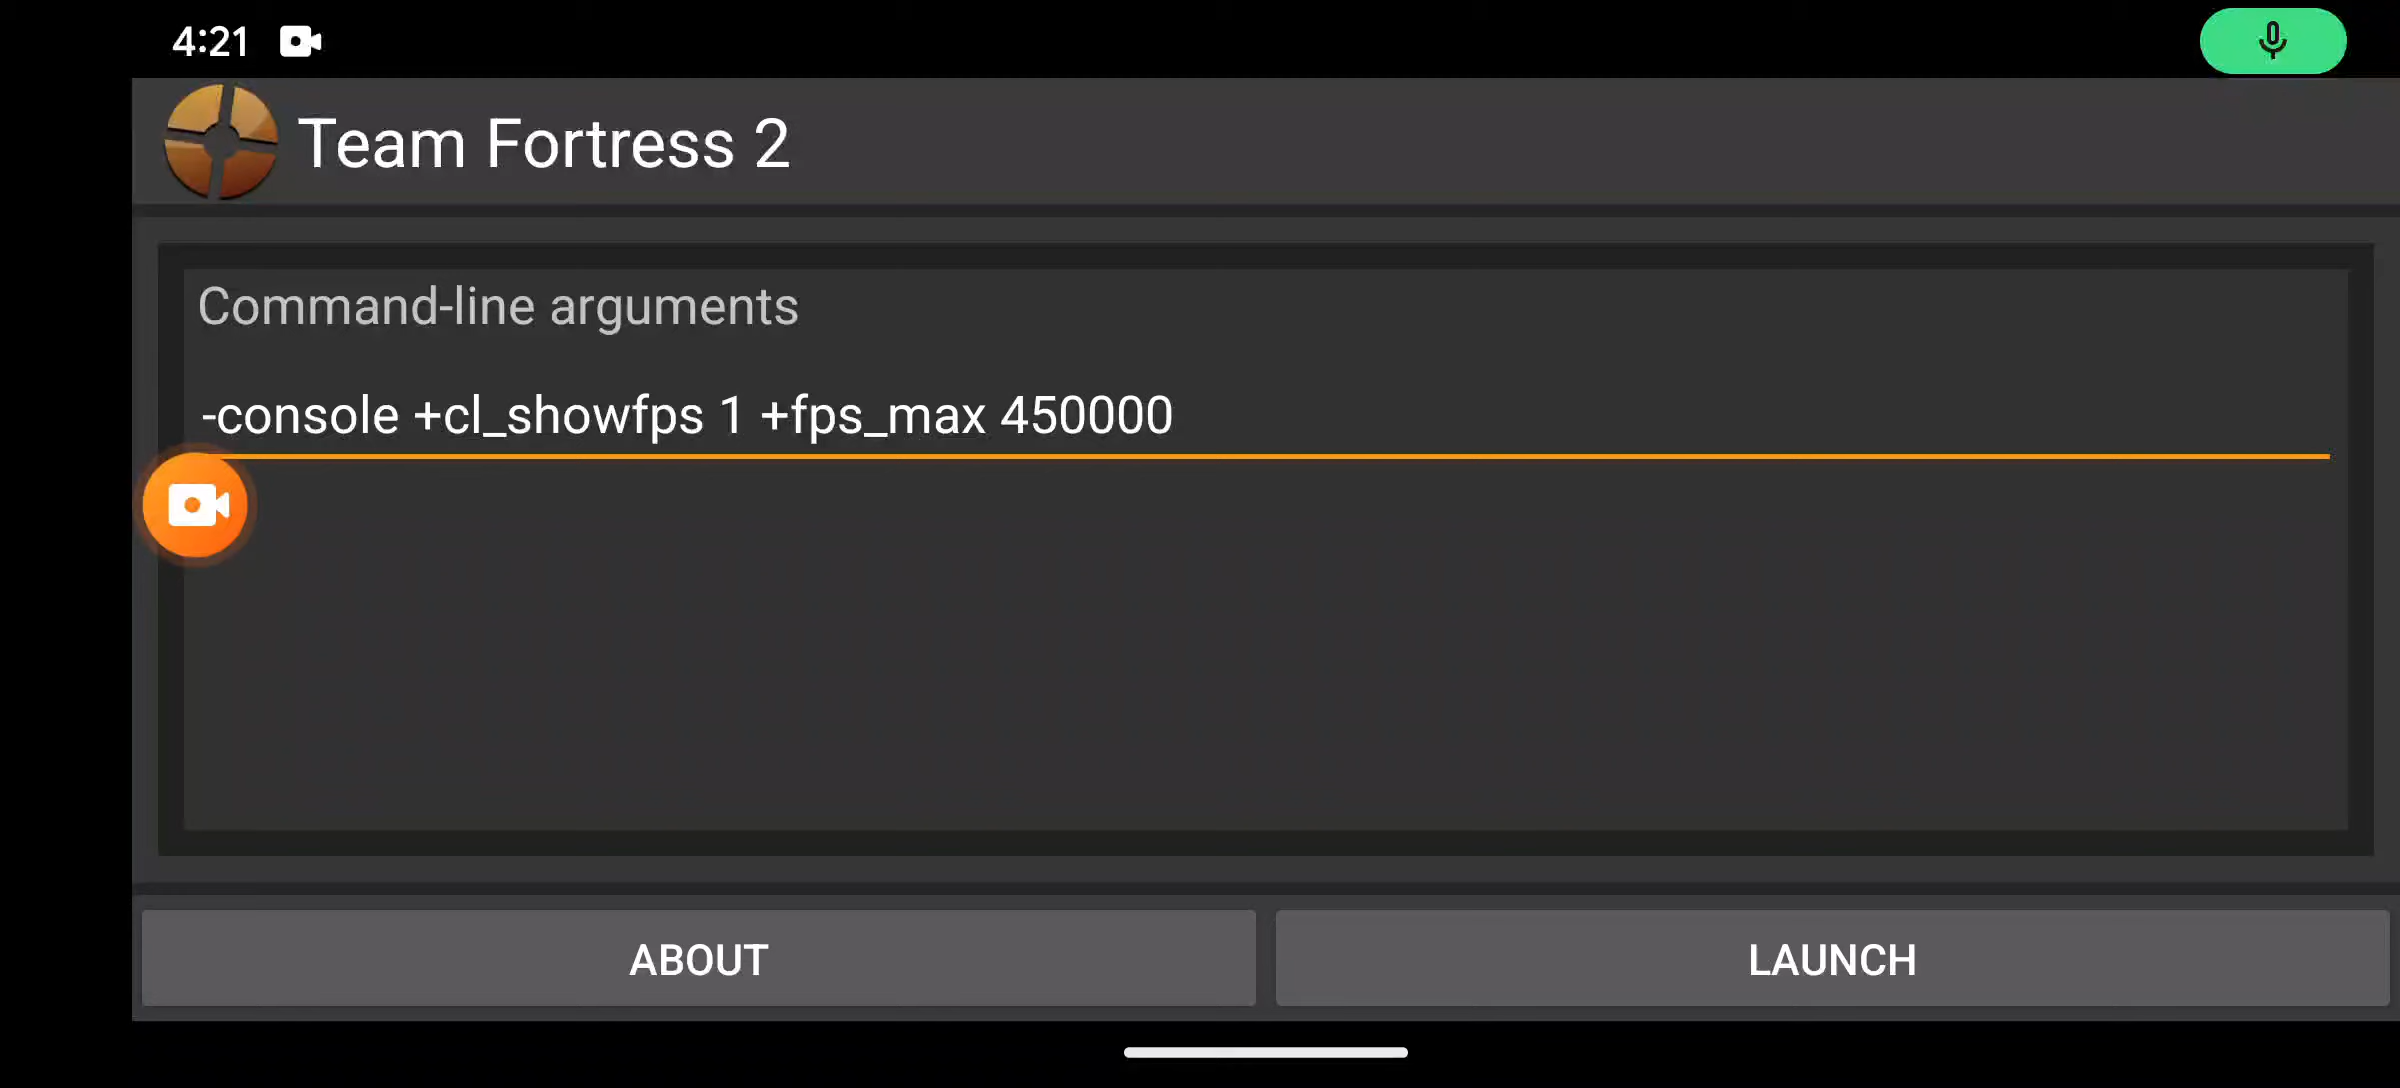 4:21
Team Fortress 2
Command-line arguments
-console +cl_showfps 1 +fps_max 450000
ABOUT
LAUNCH